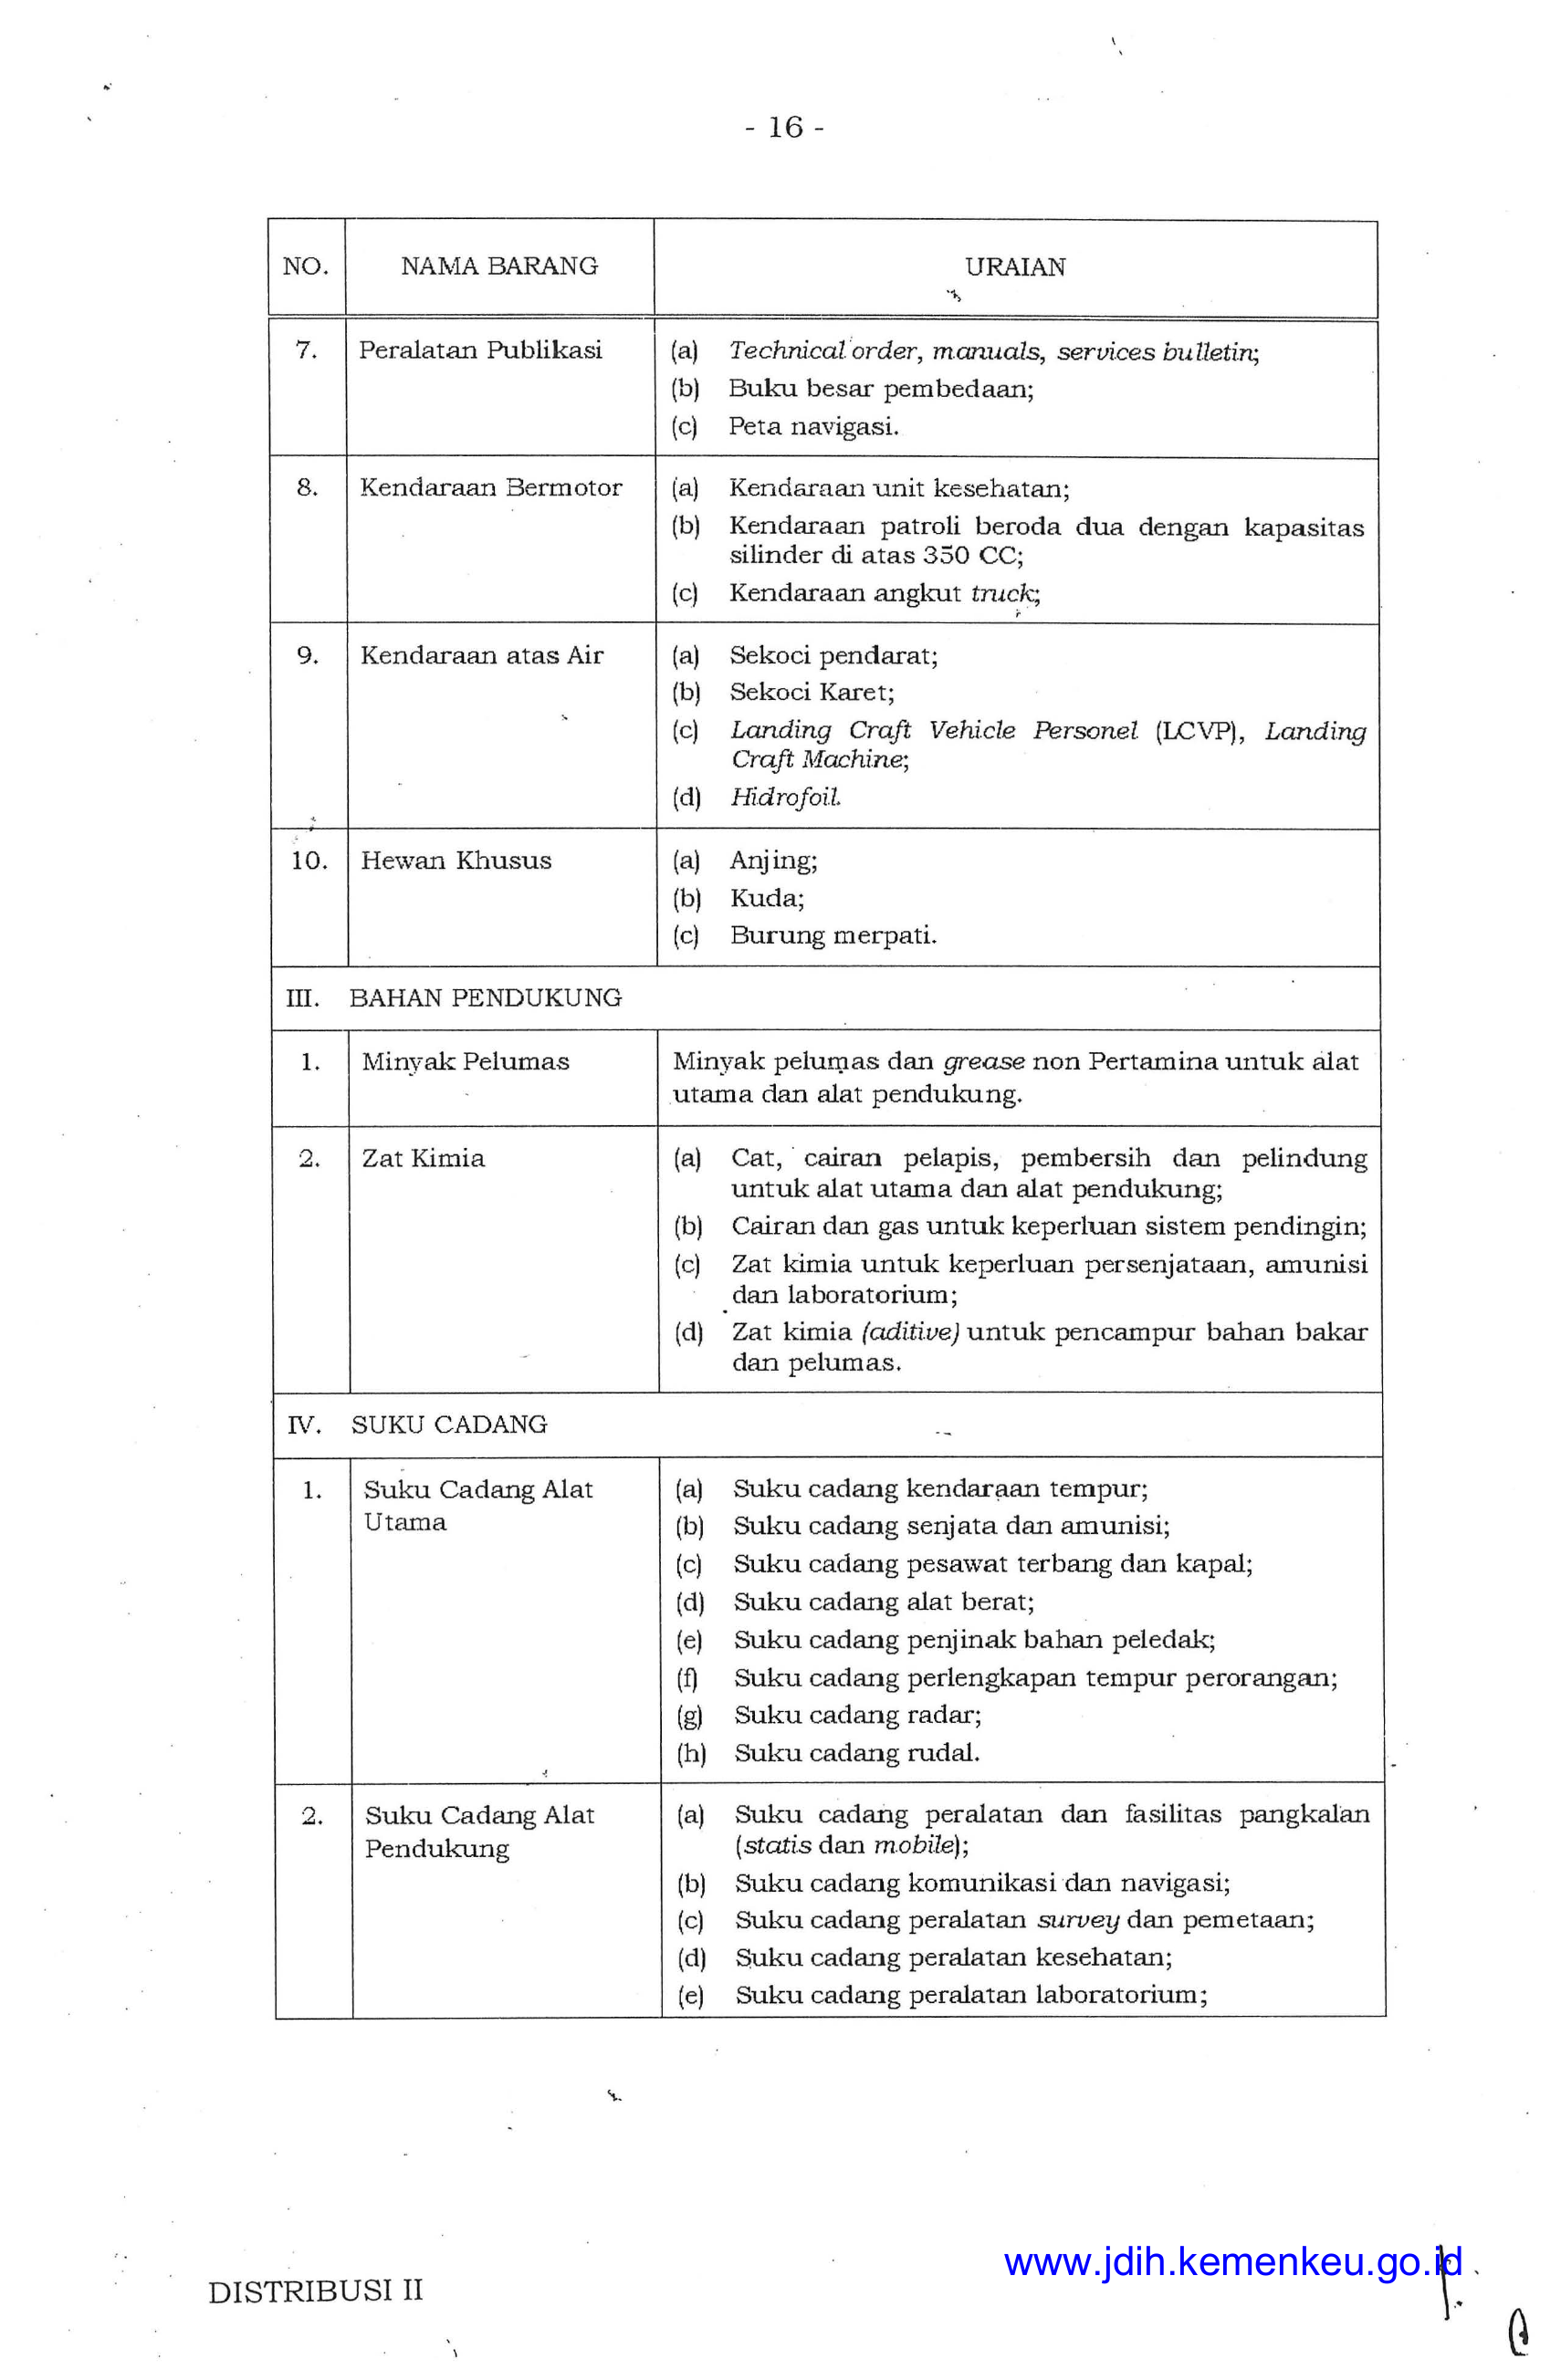 - 16 -
NO. NAMA BARANG URAIAN
7. Peralatan Publikasi (a) Technical order, manuals, services bulletin;
(b) Buku besar pembedaan;
(c) Peta navigasi.
8. Kendaraan Bermotor (a) Kendaraan unit kesehatan;
(b) Kendaraan patroli beroda dua dengan kapasitas
silinder di atas 350 CC;
(c) Kendaraan angkut truck;
9. Kendaraan atas Air (a) Sekoci pendarat;
(b) Sekoci Karet;
(c) Landing Craft Vehicle Personel (LCVP), Landing
Craft Machine;
(d) Hidrofoil.
10. Hewan Khusus (a) Anjing;
(b) Kuda;
(c) Burung merpati.
III. BAHAN PENDUKUNG
1. Minyak Pelumas Minyak pelumas dan grease non Pertamina untuk alat
utama dan alat pendukung.
2. Zat Kimia (a) Cat, cairan pelapis, pembersih dan pelindung
untuk alat utama dan alat pendukung;
(b) Cairan dan gas untuk keperluan sistem pendingin;
(c) Zat kimia untuk keperluan persenjataan, amunisi
dan laboratorium;
(d) Zat kimia (aditive) untuk pencampur bahan bakar
dan pelumas.
IV. SUKU CADANG
1. Suku Cadang Alat (a) Suku cadang kendaraan tempur;
Utama (b) Suku cadang senjata dan amunisi;
(c) Suku cadang pesawat terbang dan kapal;
(d) Suku cadang alat berat;
(e) Suku cadang penjinak bahan peledak;
(f) Suku cadang perlengkapan tempur perorangan;
(g) Suku cadang radar;
(h) Suku cadang rudal.
2. Suku Cadang Alat (a) Suku cadang peralatan dan fasilitas pangkalan
Pendukung (statis dan mobile);
(b) Suku cadang komunikasi dan navigasi;
(c) Suku cadang peralatan survey dan pemetaan;
(d) Suku cadang peralatan kesehatan;
(e) Suku cadang peralatan laboratorium;
www.jdih.kemenkeu.go.id
DISTRIBUSI II